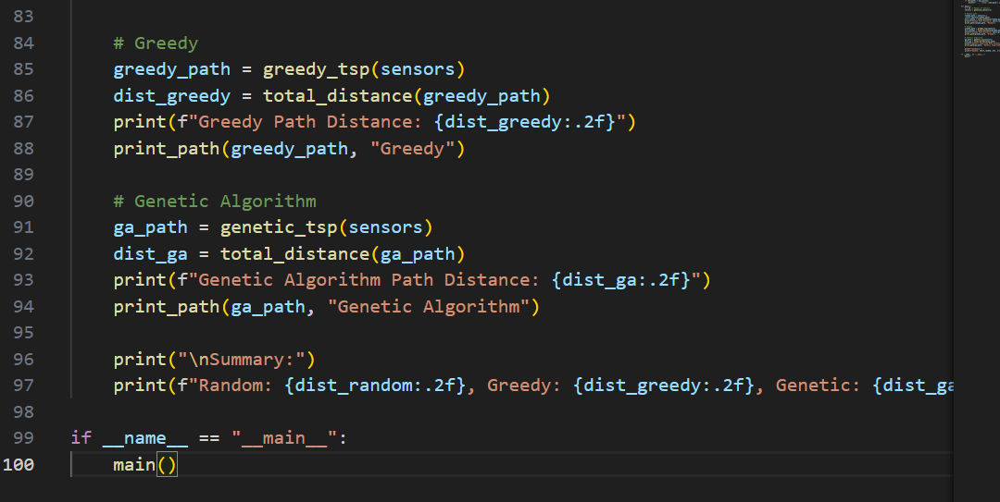 83
84 # Greedy
85 greedy_path = greedy_tsp(sensors)
86 dist_greedy = total_distance(greedy_path)
87 print(f"Greedy Path Distance: {dist_greedy:.2f}")
88 print_path(greedy_path, "Greedy")
89
90 # Genetic Algorithm
91 ga_path = genetic_tsp(sensors)
92 dist_ga = total_distance(ga_path)
93 print(f"Genetic Algorithm Path Distance: {dist_ga:.2f}")
94 print_path(ga_path, "Genetic Algorithm")
95
96 print("\nSummary:")
97 print(f"Random: {dist_random:.2f}, Greedy: {dist_greedy:.2f}, Genetic: {dist_ga
98
99 if __name__ == "__main__":
100 main()